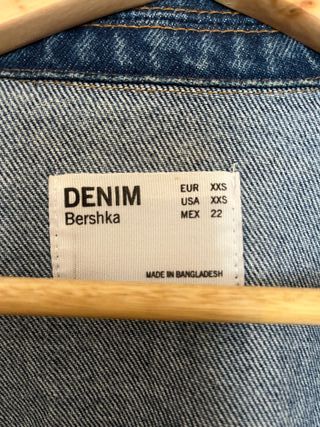 DENIM
Bershka
EUR XXS
USA XXS
MEX 22
MADE IN BANGLADESH